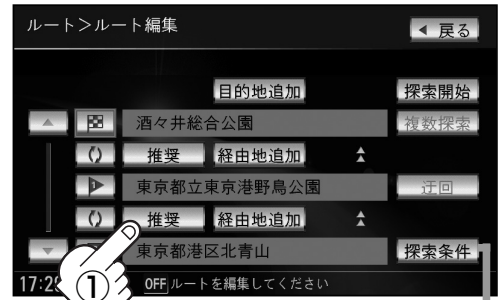 ルート＞ルート編集
戻る
目的地追加
探索開始
酒々井総合公園
複数探索
推奨
経由地追加
1
東京都立東京港野鳥公園
迂回
推奨
経由地追加
東京都港区北青山
探索条件
OFF ルートを編集してください
①